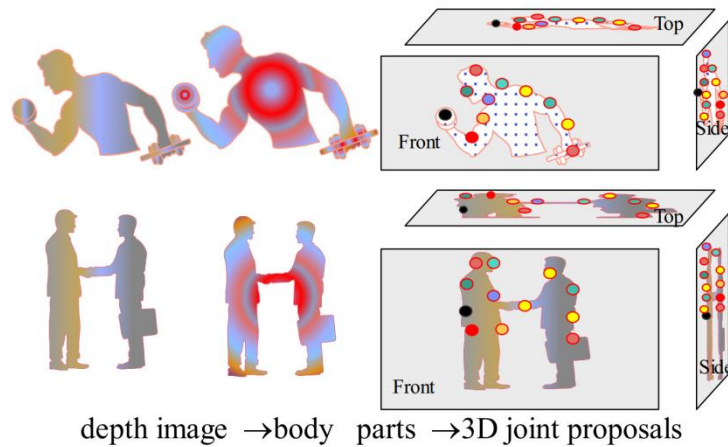 Top
Front
Side
Top
Front
Side
depth image →body parts →3D joint proposals